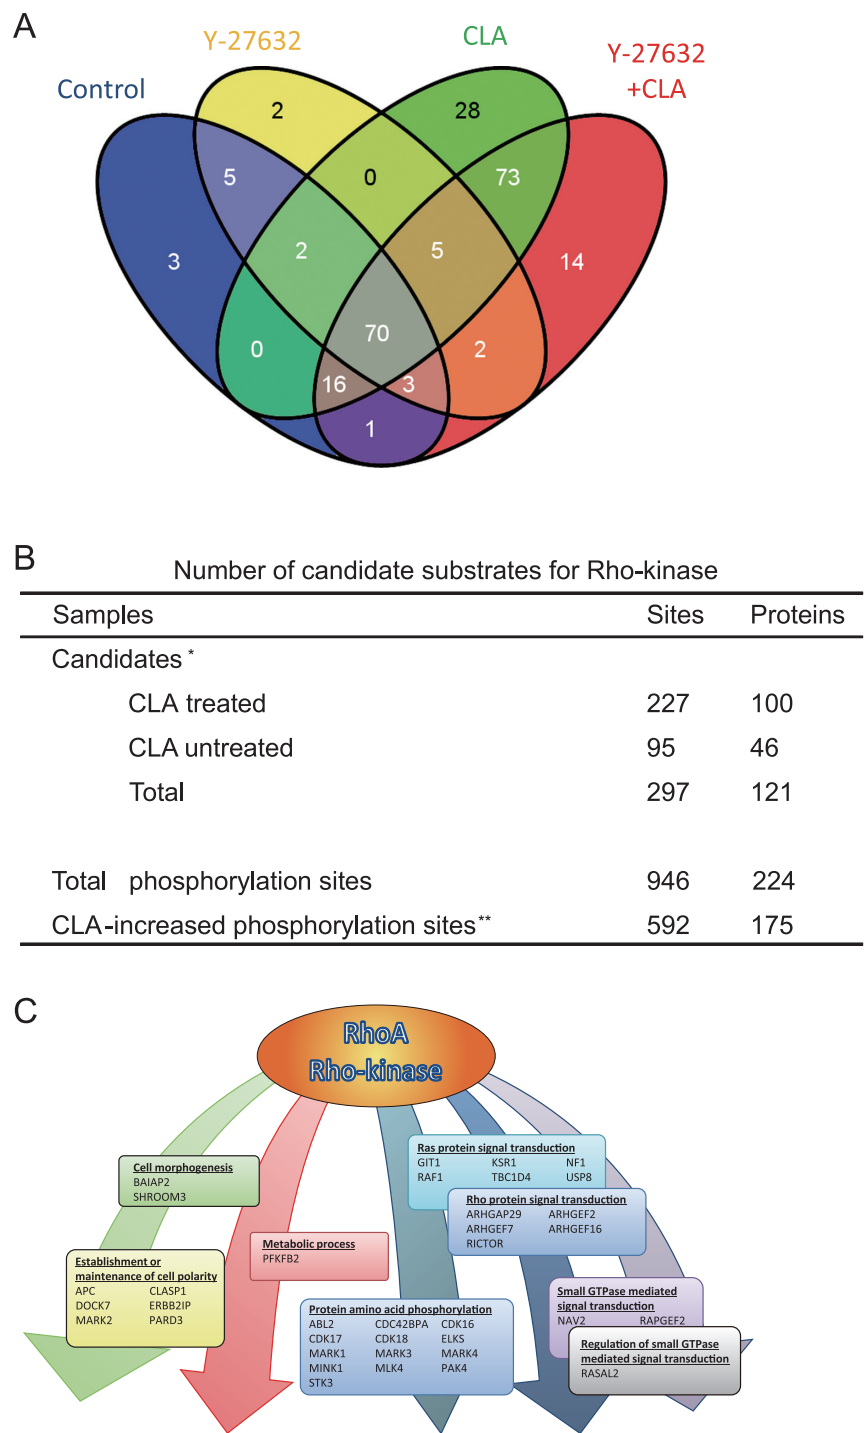 A
Y-27632
CLA
Y-27632
+CLA
Control
2
28
5
0
73
3
2
5
14
70
0
2
16
3
1
B
Number of candidate substrates for Rho-kinase
Samples Sites Proteins
Candidates *
CLA treated 227 100
CLA untreated 95 46
Total 297 121
Total phosphorylation sites 946 224
CLA-increased phosphorylation sites** 592 175
C
RhoA
Rho-kinase
Cell morphogenesis
BAIAP2
SHROOM3
Ras protein signal transduction
GIT1 KSR1 NF1
RAF1 TBC1D4 USP8
Rho protein signal transduction
ARHGAP29 ARHGEF2
ARHGEF7 ARHGEF16
RICTOR
Metabolic process
PFKFB2
Establishment or
maintenance of cell polarity
APC CLASP1
DOCK7 ERBB2IP
MARK2 PARD3
Protein amino acid phosphorylation
ABL2 CDC42BPA CDK16
CDK17 CDK18 ELKS
MARK1 MARK3 MARK4
MINK1 MLK4 PAK4
STK3
Small GTPase mediated
signal transduction
NAV2 RAPGEF2
Regulation of small GTPase
mediated signal transduction
RASAL2